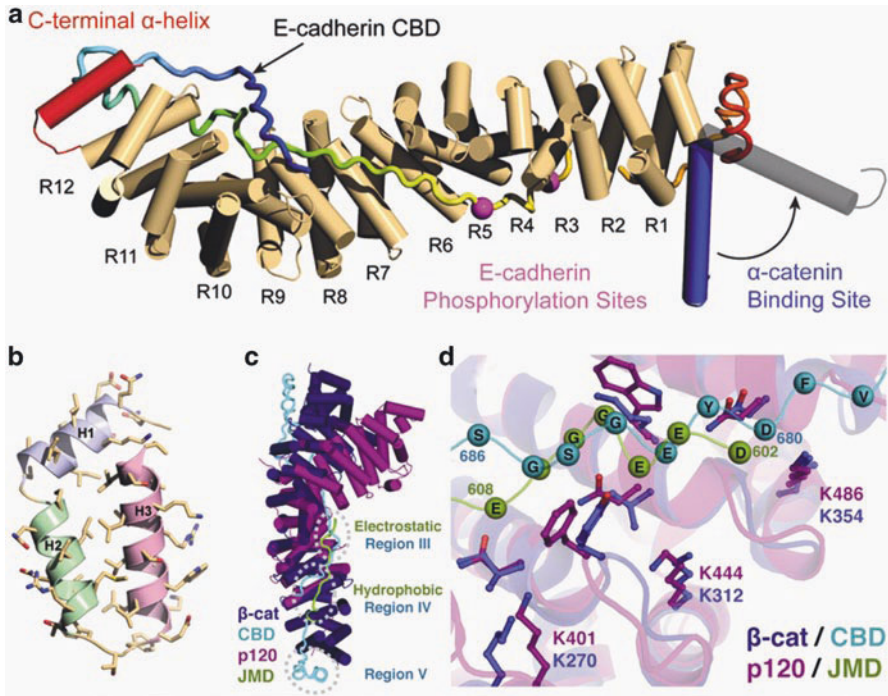 a
C-terminal α-helix
E-cadherin CBD
R12
R11
R10
R9
R8
R7
R6
R5
R4
R3
R2
R1
E-cadherin
Phosphorylation Sites
α-catenin
Binding Site
b
H1
H2
H3
c
Electrostatic
Region III
Hydrophobic
Region IV
Region V
β-cat
CBD
p120
JMD
d
S
686
G
S
G
E
Y
D
680
F
V
608
E
G
G
E
E
D
602
K486
K354
K444
K312
K401
K270
β-cat / CBD
p120 / JMD